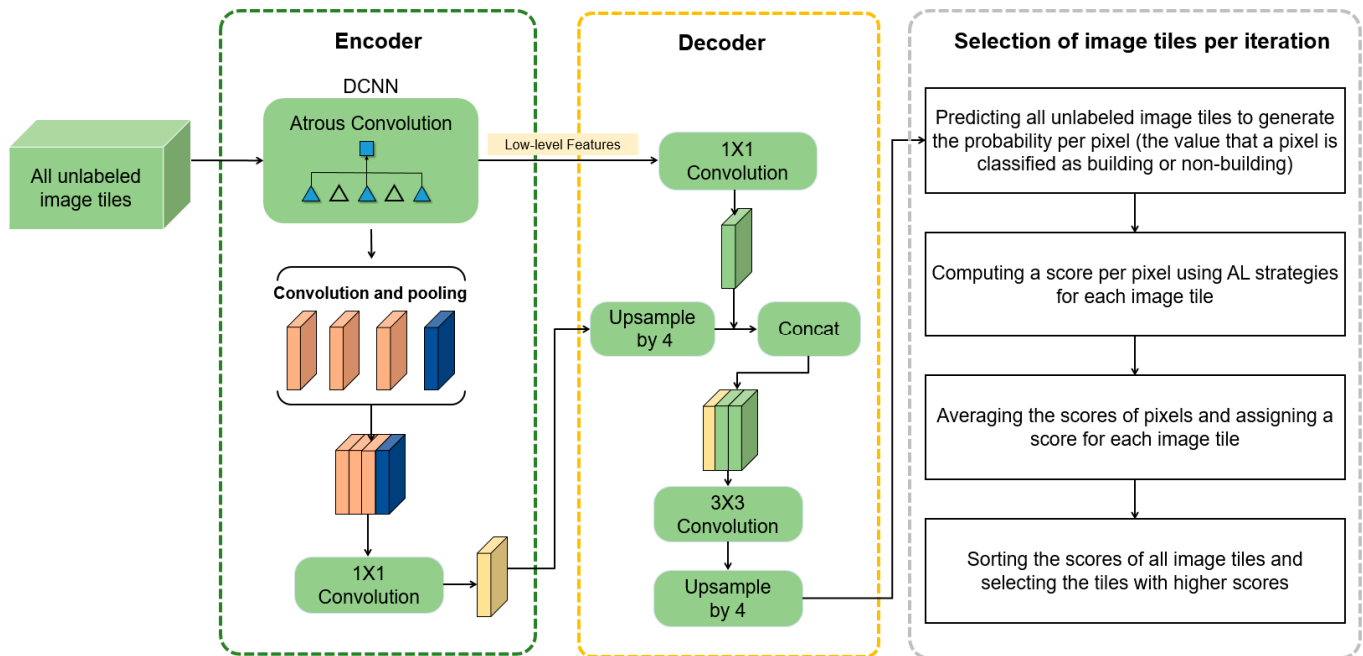 Encoder
Decoder
Selection of image tiles per iteration
All unlabeled
image tiles
DCNN
Atrous Convolution
Low-level Features
Convolution and pooling
1X1
Convolution
1X1
Convolution
Upsample
by 4
Concat
3X3
Convolution
Upsample
by 4
Predicting all unlabeled image tiles to generate
the probability per pixel (the value that a pixel is
classified as building or non-building)
Computing a score per pixel using AL strategies
for each image tile
Averaging the scores of pixels and assigning a
score for each image tile
Sorting the scores of all image tiles and
selecting the tiles with higher scores